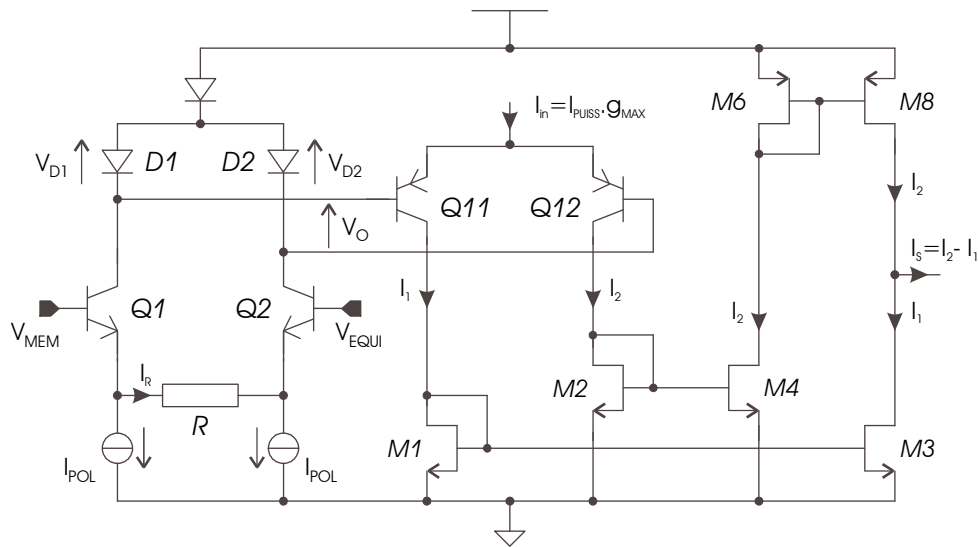 M6
M8
I_in=I_PUISS.g_MAX
V_D1
D1
D2
V_D2
Q11
Q12
V_O
I_2
I_S=I_2- I_1
I_1
I_2
I_2
I_1
Q1
Q2
V_MEM
V_EQUI
I_R
R
M2
M4
M1
M3
I_POL
I_POL